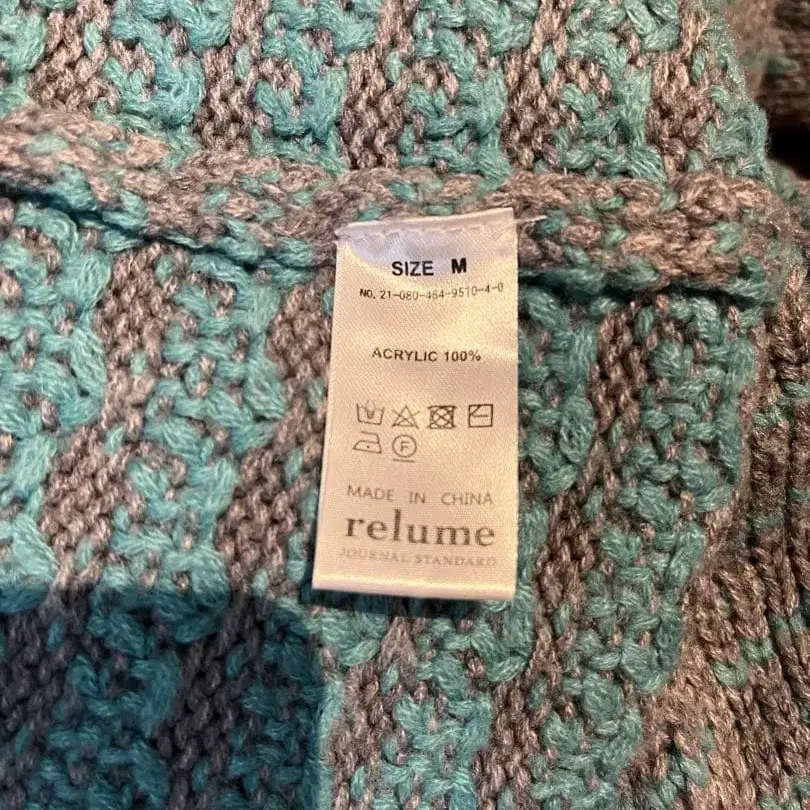 SIZE M
NO. 21-080-464-9510-4-0
ACRYLIC 100%
F
MADE IN CHINA
relume
JOURNAL STANDARD